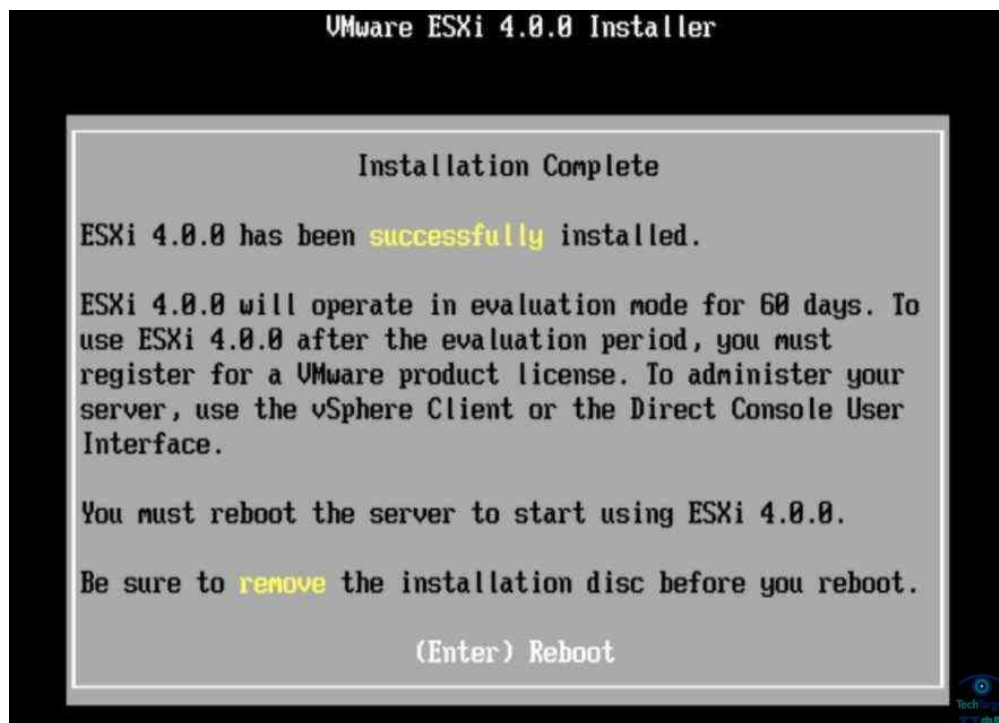 VMware ESXi 4.0.0 Installer
Installation Complete
ESXi 4.0.0 has been successfully installed.
ESXi 4.0.0 will operate in evaluation mode for 60 days. To
use ESXi 4.0.0 after the evaluation period, you must
register for a VMware product license. To administer your
server, use the vSphere Client or the Direct Console User
Interface.
You must reboot the server to start using ESXi 4.0.0.
Be sure to remove the installation disc before you reboot.
(Enter) Reboot